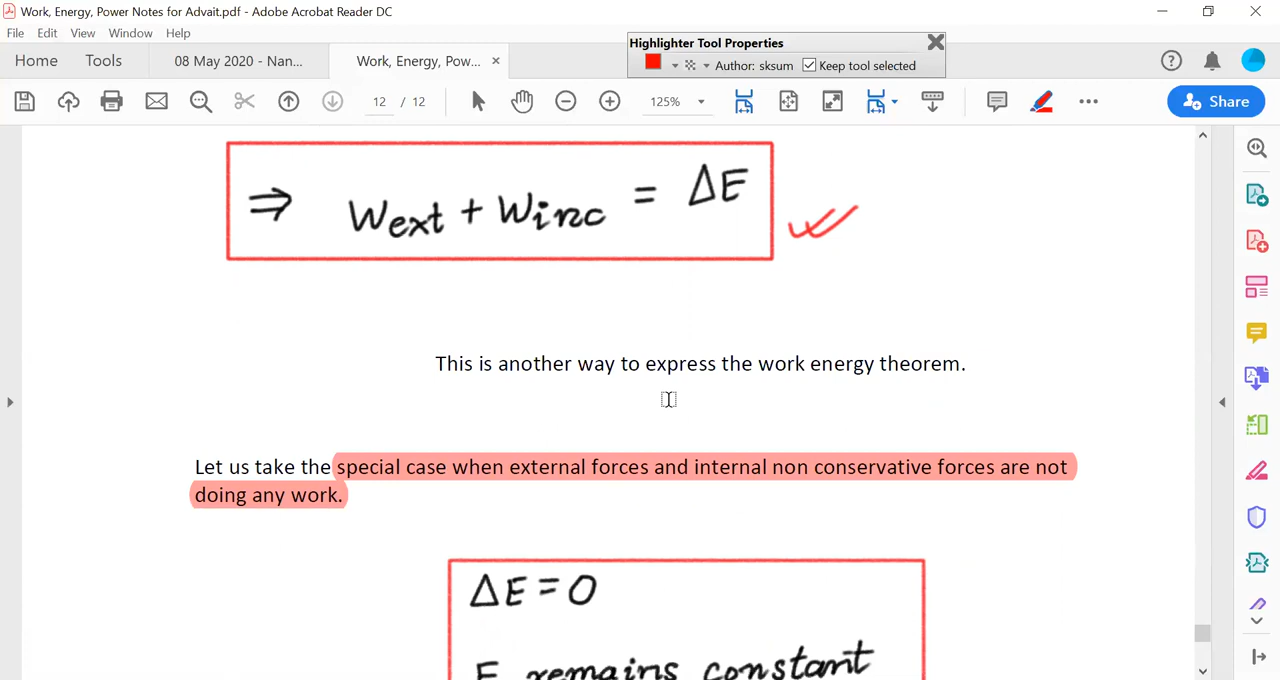 Work, Energy, Power Notes for Advait.pdf - Adobe Acrobat Reader DC
File Edit View Window Help
Highlighter Tool Properties
Author: sksum Keep tool selected
Home Tools 08 May 2020 - Nan... Work, Energy, Pow... ×
12 / 12 125% Share
⇒ Wext + Winc = ΔE
This is another way to express the work energy theorem.
Let us take the special case when external forces and internal non conservative forces are not
doing any work.
ΔE = 0
E remains constant